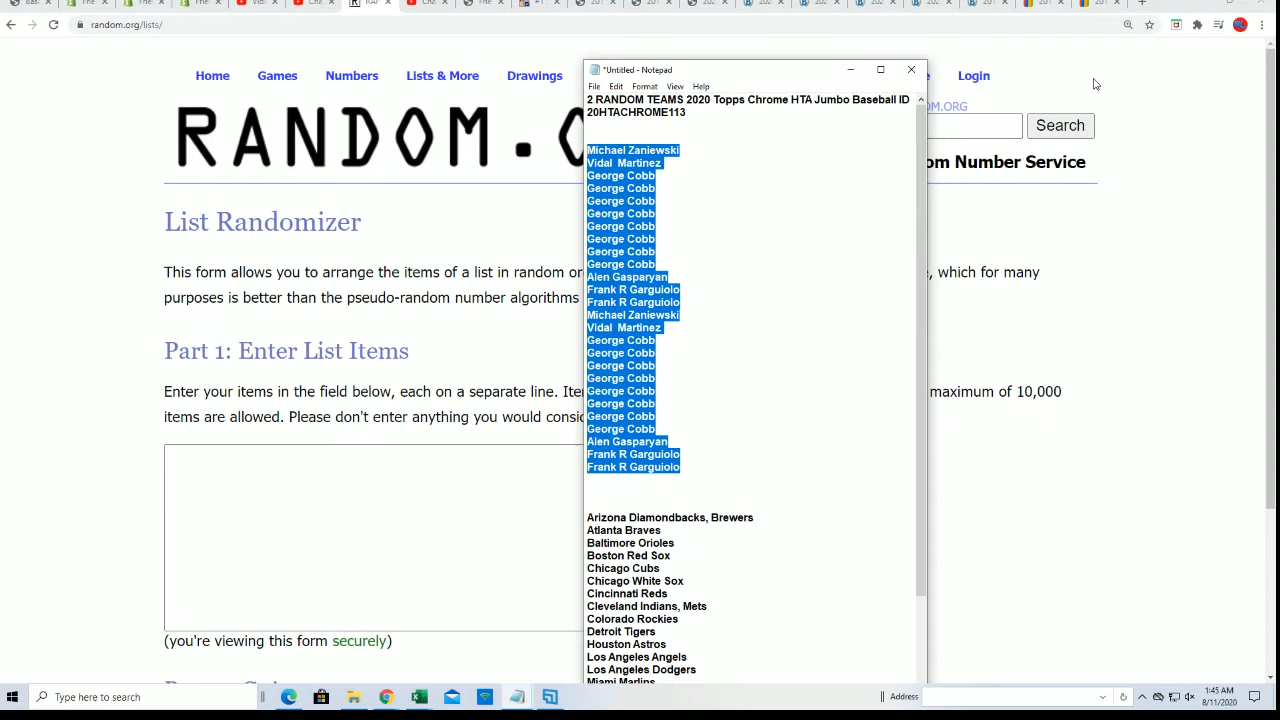 random.org/lists/
Home Games Numbers Lists & More Drawings
Login
RANDOM.O
OM.ORG
Search
om Number Service
List Randomizer
This form allows you to arrange the items of a list in random or
e, which for many
purposes is better than the pseudo-random number algorithms
Part 1: Enter List Items
Enter your items in the field below, each on a separate line. Ite
maximum of 10,000
items are allowed. Please don't enter anything you would consid
(you're viewing this form securely)
*Untitled - Notepad
File Edit Format View Help
2 RANDOM TEAMS 2020 Topps Chrome HTA Jumbo Baseball ID
20HTACHROME113
Michael Zaniewski
Vidal Martinez
George Cobb
George Cobb
George Cobb
George Cobb
George Cobb
George Cobb
George Cobb
George Cobb
Alen Gasparyan
Frank R Garguiolo
Frank R Garguiolo
Michael Zaniewski
Vidal Martinez
George Cobb
George Cobb
George Cobb
George Cobb
George Cobb
George Cobb
George Cobb
George Cobb
Alen Gasparyan
Frank R Garguiolo
Frank R Garguiolo
Arizona Diamondbacks, Brewers
Atlanta Braves
Baltimore Orioles
Boston Red Sox
Chicago Cubs
Chicago White Sox
Cincinnati Reds
Cleveland Indians, Mets
Colorado Rockies
Detroit Tigers
Houston Astros
Los Angeles Angels
Los Angeles Dodgers
Miami Marlins
Type here to search
Address
1:45 AM
8/11/2020